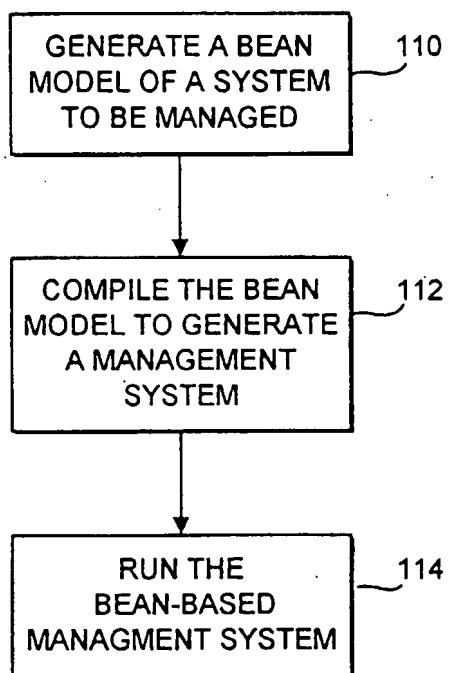 GENERATE A BEAN
MODEL OF A SYSTEM
TO BE MANAGED
110
COMPILE THE BEAN
MODEL TO GENERATE
A MANAGEMENT
SYSTEM
112
RUN THE
BEAN-BASED
MANAGMENT SYSTEM
114